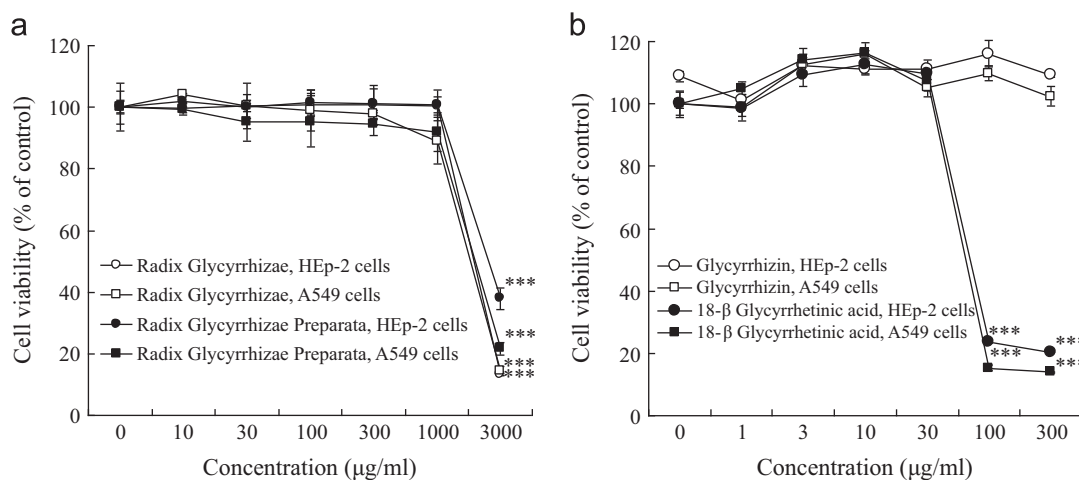 a
120
100
80
60
40
20
0
Cell viability (% of control)
Radix Glycyrrhizae, HEp-2 cells
Radix Glycyrrhizae, A549 cells
Radix Glycyrrhizae Preparata, HEp-2 cells
Radix Glycyrrhizae Preparata, A549 cells
***
***
***
***
0 10 30 100 300 1000 3000
Concentration (μg/ml)
b
120
100
80
60
40
20
0
Cell viability (% of control)
Glycyrrhizin, HEp-2 cells
Glycyrrhizin, A549 cells
18-β Glycyrrhetinic acid, HEp-2 cells
18-β Glycyrrhetinic acid, A549 cells
***
***
***
***
0 1 3 10 30 100 300
Concentration (μg/ml)